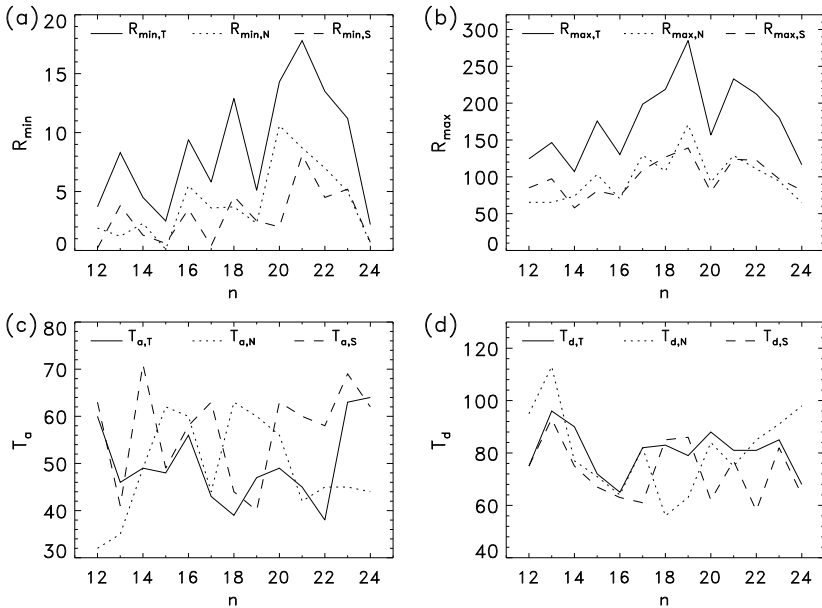 (a)
R_min,T R_min,N R_min,S
20
15
10
5
0
R_min
12 14 16 18 20 22 24
n
(b)
R_max,T R_max,N R_max,S
300
250
200
150
100
50
0
R_max
12 14 16 18 20 22 24
n
(c)
T_a,T T_a,N T_a,S
80
70
60
50
40
30
T_a
12 14 16 18 20 22 24
n
(d)
T_d,T T_d,N T_d,S
120
100
80
60
40
T_d
12 14 16 18 20 22 24
n